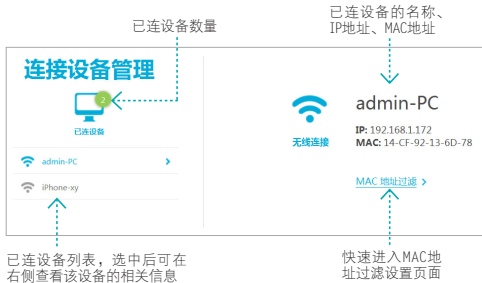 已连设备数量
已连设备的名称、
IP地址、MAC地址
连接设备管理
2
已连设备
admin-PC
iPhone-xy
无线连接
admin-PC
IP: 192.168.1.172
MAC: 14-CF-92-13-6D-78
MAC 地址过滤
已连设备列表，选中后可在
右侧查看该设备的相关信息
快速进入MAC地
址过滤设置页面